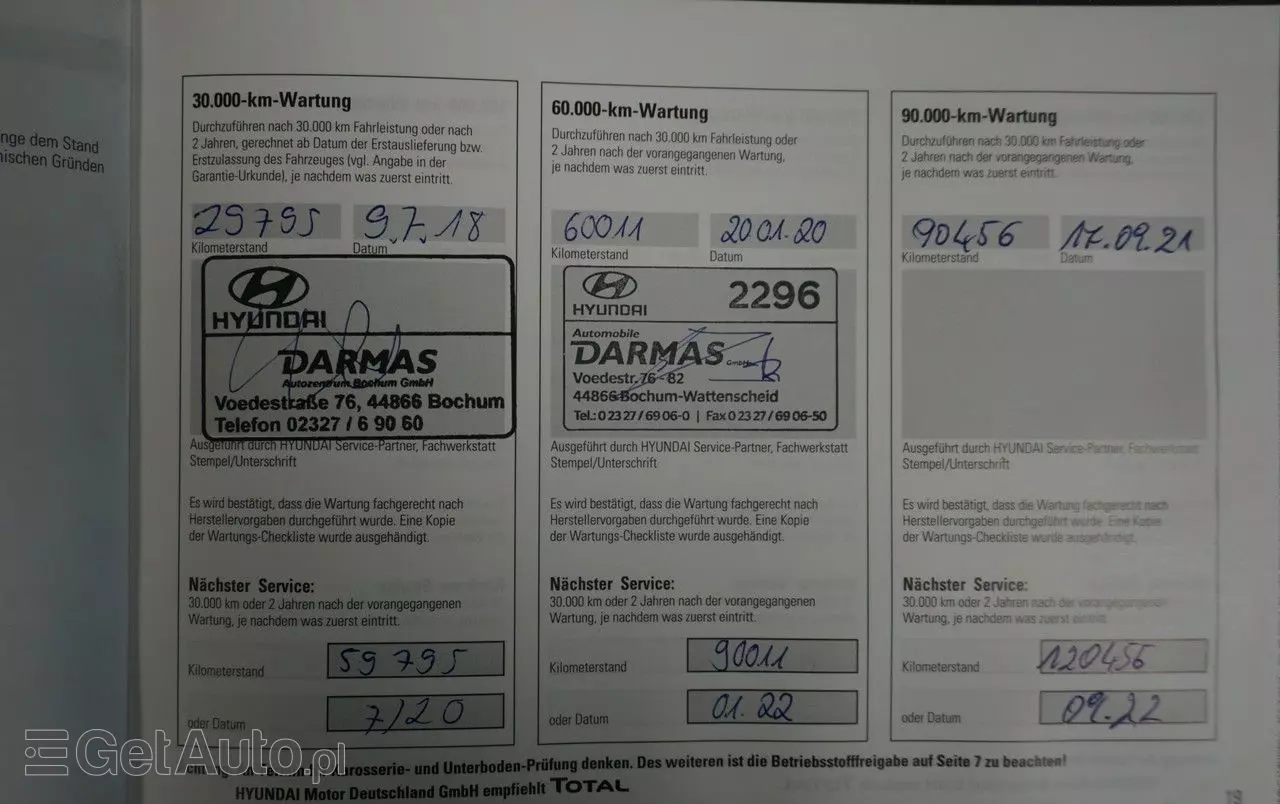 nge dem Stand
nischen Gründen
30.000-km-Wartung
Durchzuführen nach 30.000 km Fahrleistung oder nach
2 Jahren, gerechnet ab Datum der Erstauslieferung bzw.
Erstzulassung des Fahrzeuges (vgl. Angabe in der
Garantie-Urkunde), je nachdem was zuerst eintritt.
29795 9.7.18
Kilometerstand Datum
HYUNDAI
DARMAS
Autozentrum Bochum GmbH
Voedestraße 76, 44866 Bochum
Telefon 02327 / 6 90 60
Ausgeführt durch HYUNDAI Service-Partner, Fachwerkstatt
Stempel/Unterschrift
Es wird bestätigt, dass die Wartung fachgerecht nach
Herstellervorgaben durchgeführt wurde. Eine Kopie
der Wartungs-Checkliste wurde ausgehändigt.
Nächster Service:
30.000 km oder 2 Jahren nach der vorangegangenen
Wartung, je nachdem was zuerst eintritt.
Kilometerstand 59795
oder Datum 7/20
60.000-km-Wartung
Durchzuführen nach 30.000 km Fahrleistung oder
2 Jahren nach der vorangegangenen Wartung,
je nachdem was zuerst eintritt.
60011 20.01.20
Kilometerstand Datum
HYUNDAI 2296
Automobile
DARMAS GmbH
Voedestr. 76-82
44866 Bochum-Wattenscheid
Tel.: 0 23 27 / 69 06-0 | Fax 0 23 27 / 69 06-50
Ausgeführt durch HYUNDAI Service-Partner, Fachwerkstatt
Stempel/Unterschrift
Es wird bestätigt, dass die Wartung fachgerecht nach
Herstellervorgaben durchgeführt wurde. Eine Kopie
der Wartungs-Checkliste wurde ausgehändigt.
Nächster Service:
30.000 km oder 2 Jahren nach der vorangegangenen
Wartung, je nachdem was zuerst eintritt.
Kilometerstand 90011
oder Datum 01.22
90.000-km-Wartung
Durchzuführen nach 30.000 km Fahrleistung oder
2 Jahren nach der vorangegangenen Wartung,
je nachdem was zuerst eintritt.
90456 17.09.21
Kilometerstand Datum
Ausgeführt durch HYUNDAI Service-Partner, Fachwerkstatt
Stempel/Unterschrift
Es wird bestätigt, dass die Wartung fachgerecht nach
Herstellervorgaben durchgeführt wurde. Eine Kopie
der Wartungs-Checkliste wurde ausgehändigt.
Nächster Service:
30.000 km oder 2 Jahren nach der vorangegangenen
Wartung, je nachdem was zuerst eintritt.
Kilometerstand 120456
oder Datum 09.22
rosserie- und Unterboden-Prüfung denken. Des weiteren ist die Betriebsstofffreigabe auf Seite 7 zu beachten!
HYUNDAI Motor Deutschland GmbH empfiehlt TOTAL
GetAuto.pl